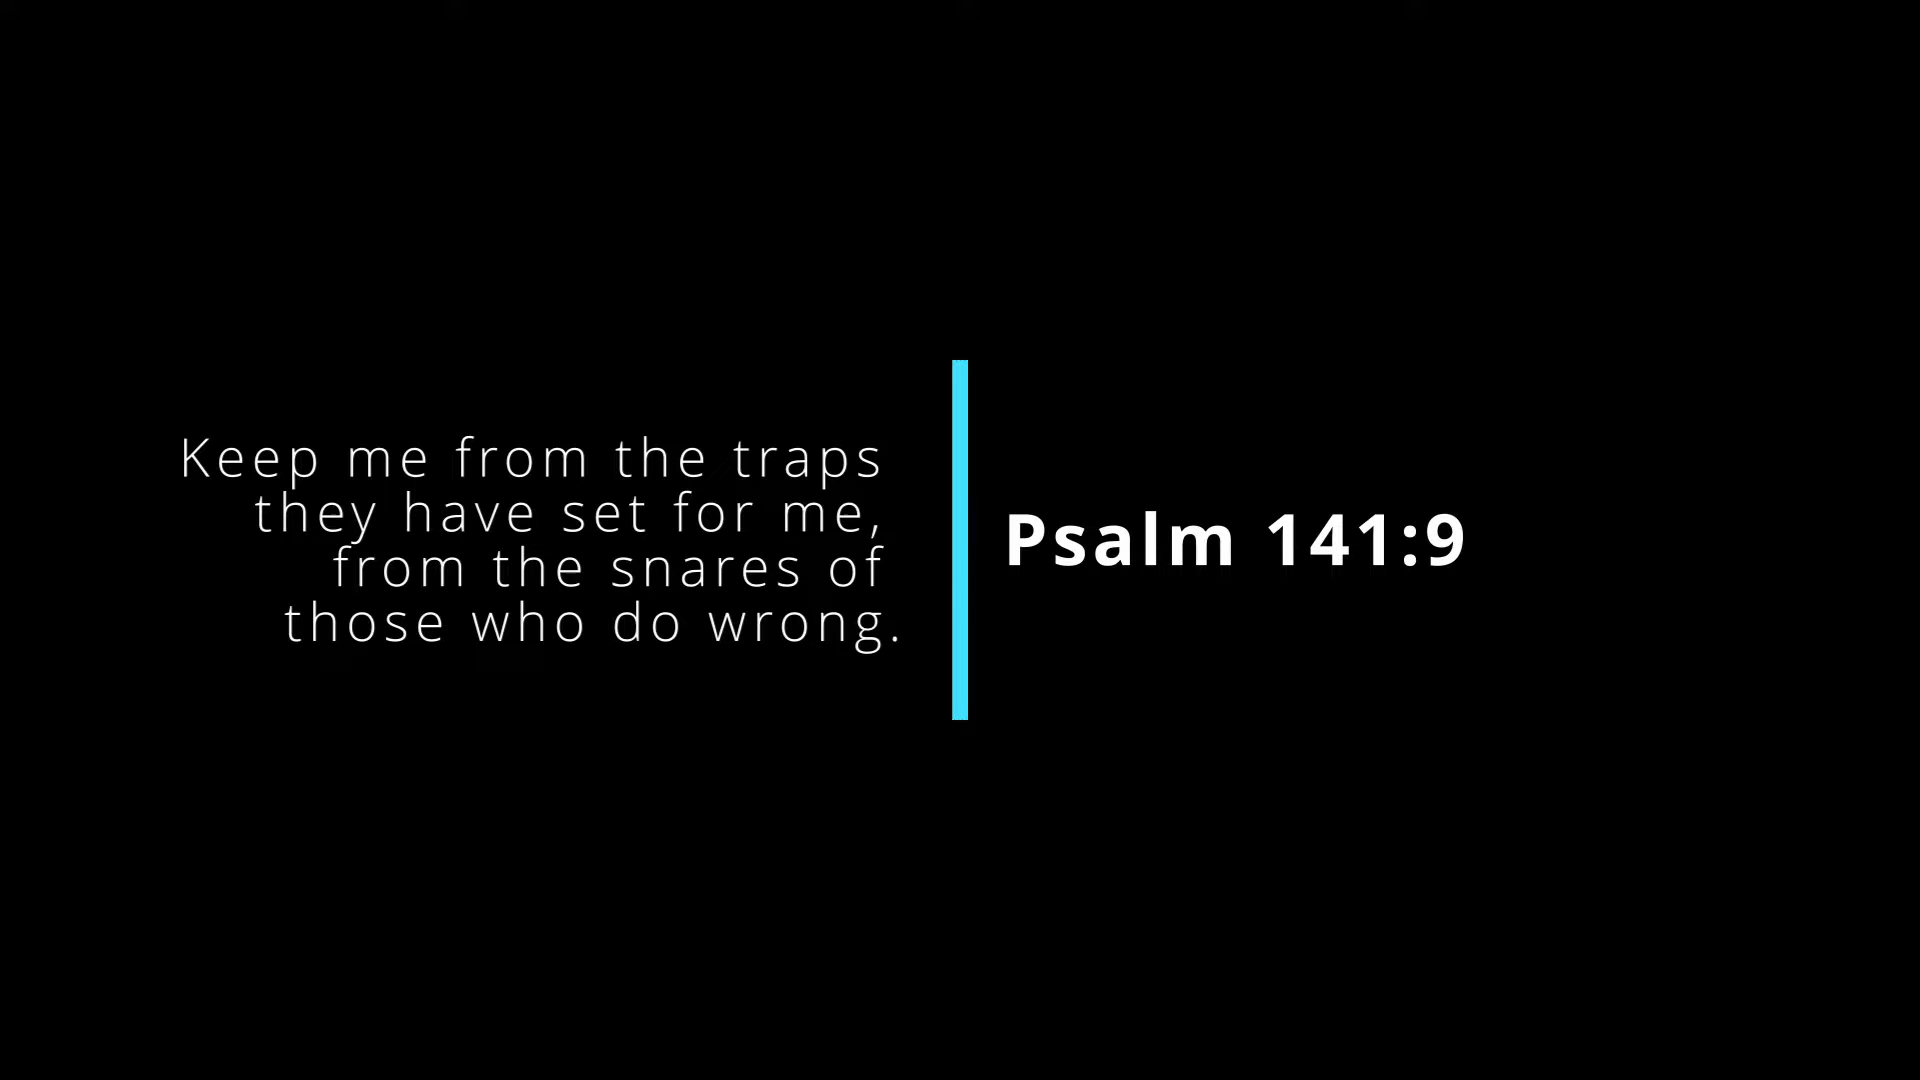 Keep me from the traps
they have set for me,
from the snares of
those who do wrong.
Psalm 141:9